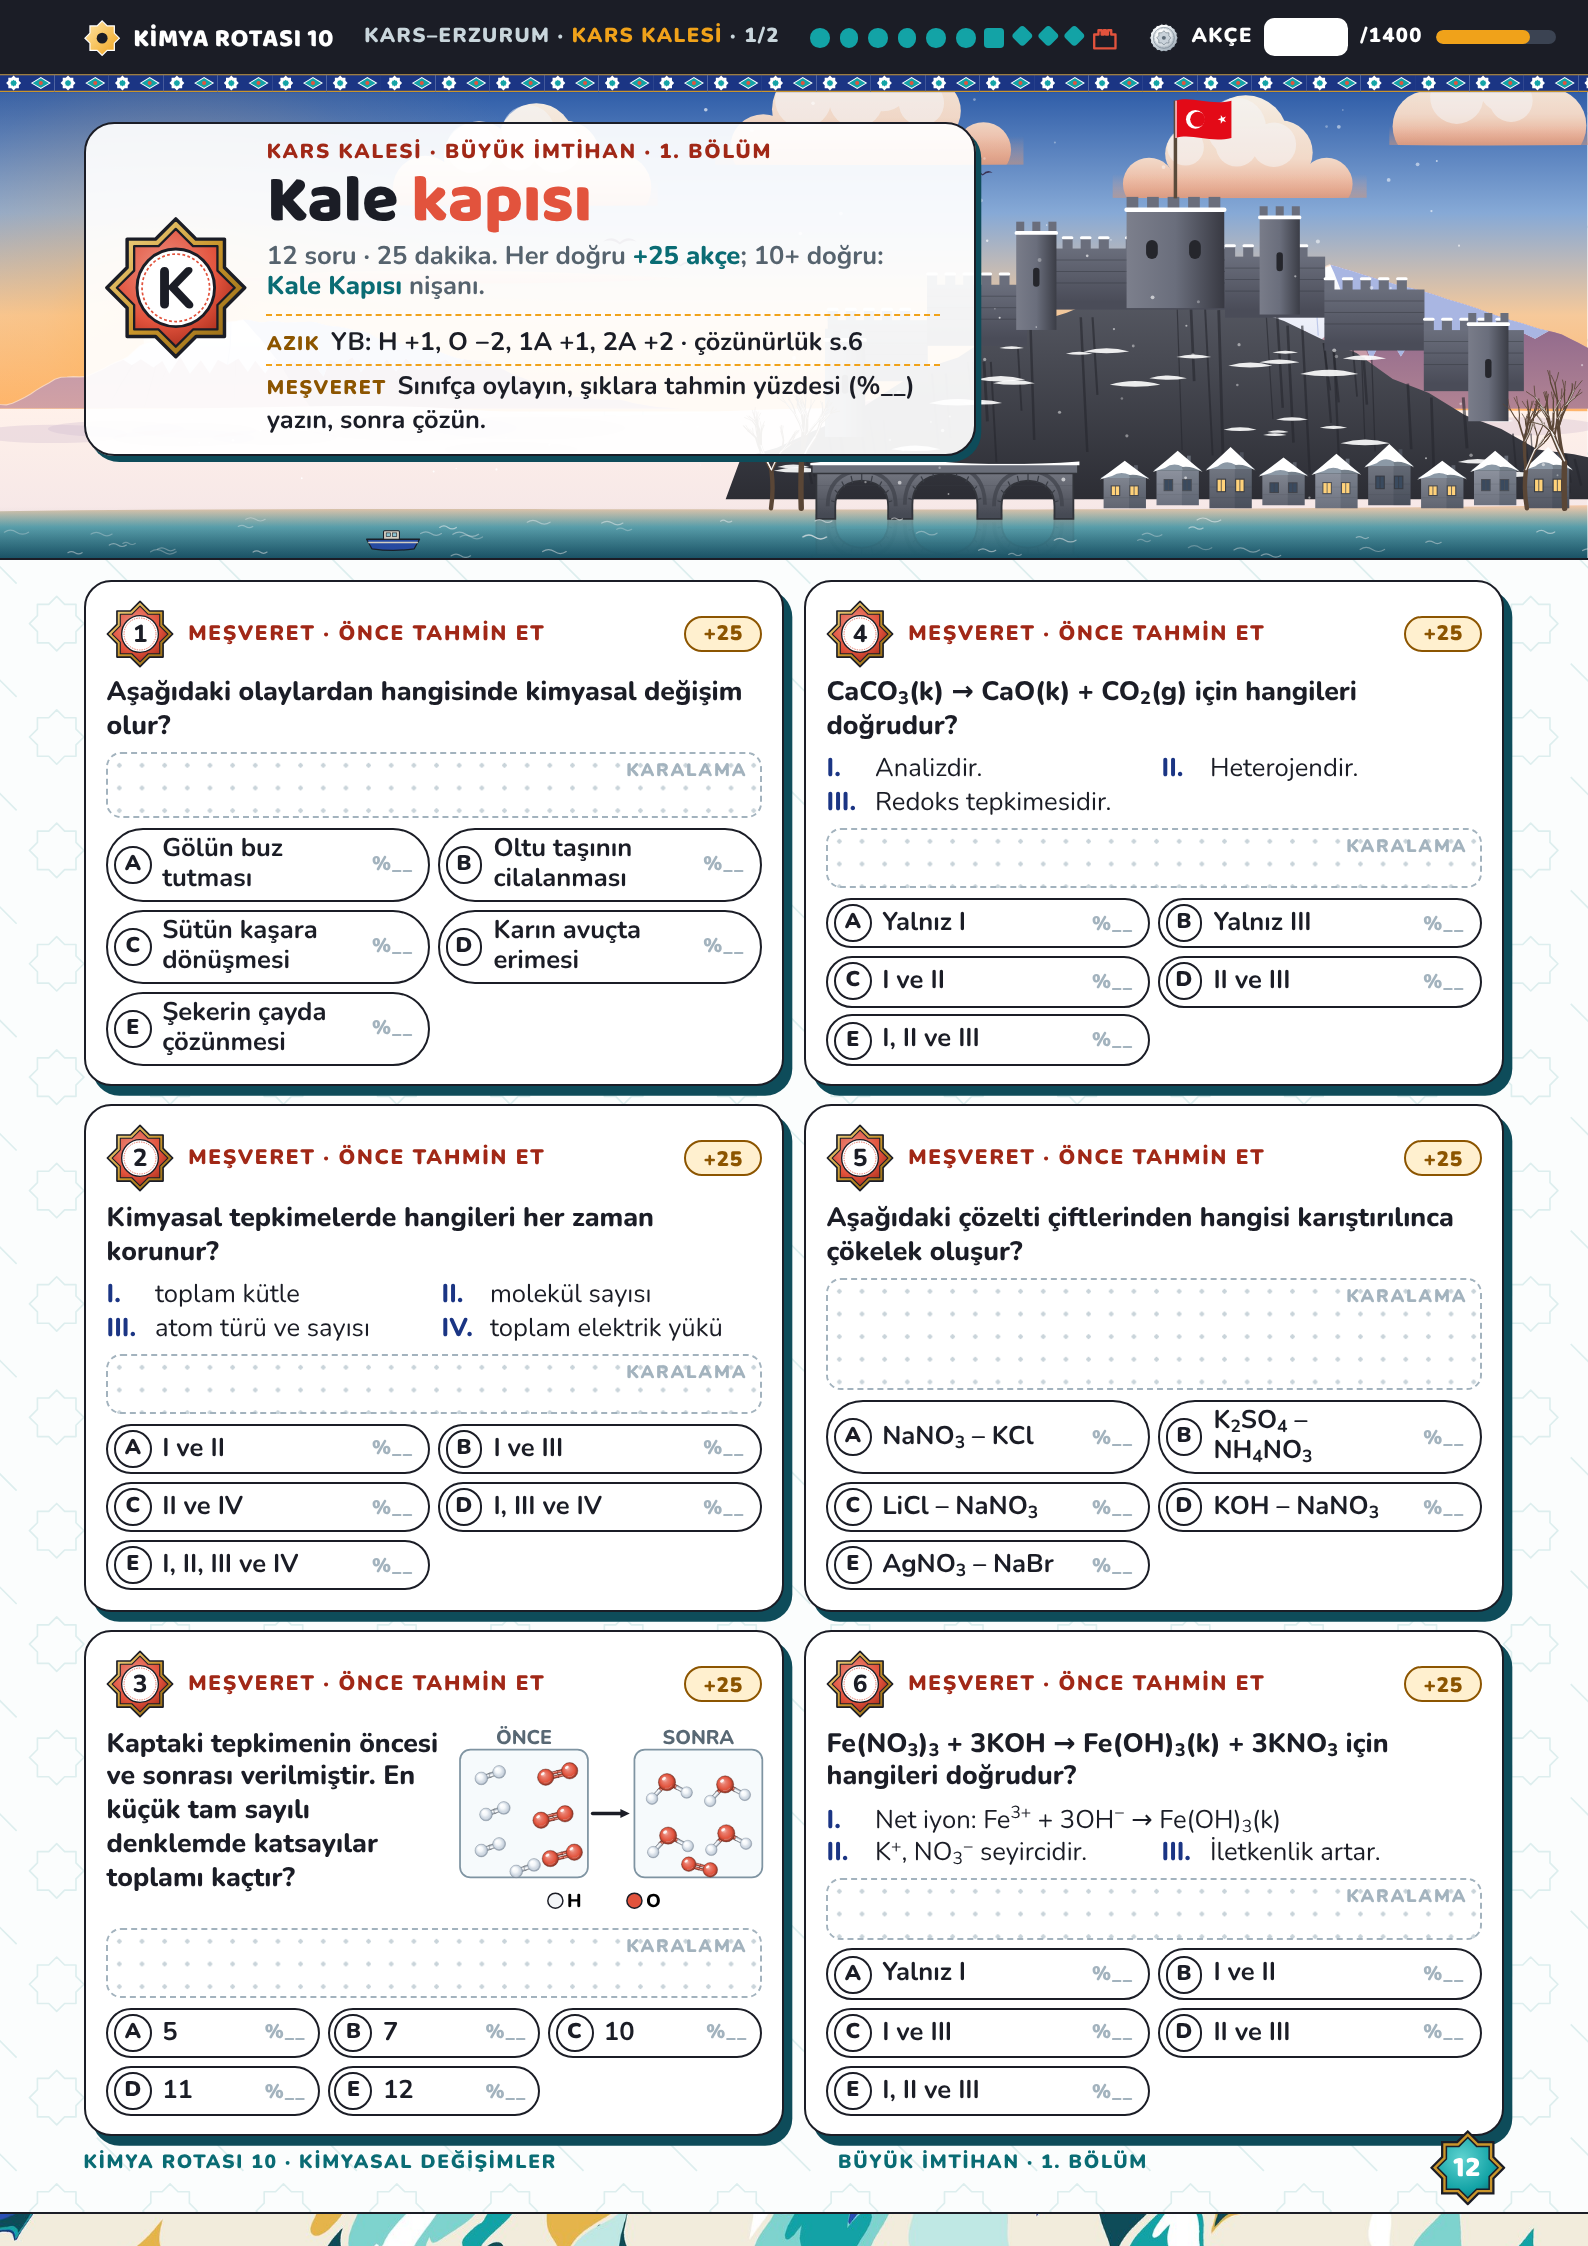 KİMYA ROTASI 10 KARS–ERZURUM · KARS KALESİ · 1/2 AKÇE /1400
KARS KALESİ · BÜYÜK İMTİHAN · 1. BÖLÜM
Kale kapısı
K
12 soru · 25 dakika. Her doğru +25 akçe; 10+ doğru:
Kale Kapısı nişanı.
AZIK YB: H +1, O −2, 1A +1, 2A +2 · çözünürlük s.6
MEŞVERET Sınıfça oylayın, şıklara tahmin yüzdesi (%__)
yazın, sonra çözün.
1 MEŞVERET · ÖNCE TAHMİN ET +25
Aşağıdaki olaylardan hangisinde kimyasal değişim
olur?
KARALAMA
A Gölün buz
tutması %__
B Oltu taşının
cilalanması %__
C Sütün kaşara
dönüşmesi %__
D Karın avuçta
erimesi %__
E Şekerin çayda
çözünmesi %__
2 MEŞVERET · ÖNCE TAHMİN ET +25
Kimyasal tepkimelerde hangileri her zaman
korunur?
I. toplam kütle II. molekül sayısı
III. atom türü ve sayısı IV. toplam elektrik yükü
KARALAMA
A I ve II %__ B I ve III %__
C II ve IV %__ D I, III ve IV %__
E I, II, III ve IV %__
3 MEŞVERET · ÖNCE TAHMİN ET +25
Kaptaki tepkimenin öncesi
ve sonrası verilmiştir. En
küçük tam sayılı
denklemde katsayılar
toplamı kaçtır?
ÖNCE SONRA
H O
KARALAMA
A 5 %__ B 7 %__ C 10 %__
D 11 %__ E 12 %__
4 MEŞVERET · ÖNCE TAHMİN ET +25
CaCO₃(k) → CaO(k) + CO₂(g) için hangileri
doğrudur?
I. Analizdir. II. Heterojendir.
III. Redoks tepkimesidir.
KARALAMA
A Yalnız I %__ B Yalnız III %__
C I ve II %__ D II ve III %__
E I, II ve III %__
5 MEŞVERET · ÖNCE TAHMİN ET +25
Aşağıdaki çözelti çiftlerinden hangisi karıştırılınca
çökelek oluşur?
KARALAMA
A NaNO₃ – KCl %__
B K₂SO₄ –
NH₄NO₃ %__
C LiCl – NaNO₃ %__ D KOH – NaNO₃ %__
E AgNO₃ – NaBr %__
6 MEŞVERET · ÖNCE TAHMİN ET +25
Fe(NO₃)₃ + 3KOH → Fe(OH)₃(k) + 3KNO₃ için
hangileri doğrudur?
I. Net iyon: Fe³⁺ + 3OH⁻ → Fe(OH)₃(k)
II. K⁺, NO₃⁻ seyircidir. III. İletkenlik artar.
KARALAMA
A Yalnız I %__ B I ve II %__
C I ve III %__ D II ve III %__
E I, II ve III %__
KİMYA ROTASI 10 · KİMYASAL DEĞİŞİMLER BÜYÜK İMTİHAN · 1. BÖLÜM 12